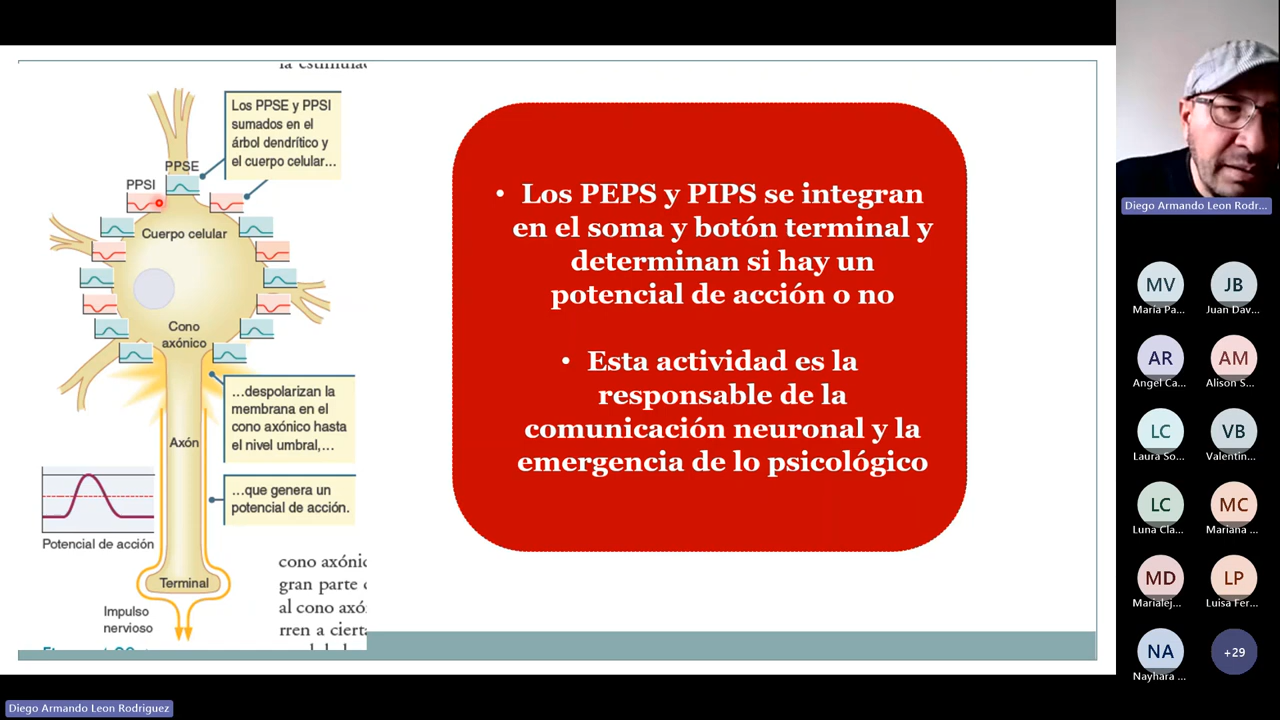 la estimulac
Los PPSE y PPSI
sumados en el
árbol dendrítico y
el cuerpo celular...
PPSE
PPSI
Cuerpo celular
Cono
axónico
...despolarizan la
membrana en el
cono axónico hasta
el nivel umbral,...
Axón
...que genera un
potencial de acción.
Potencial de acción
Terminal
Impulso
nervioso
cono axónic
gran parte
al cono axó
rren a cierta
• Los PEPS y PIPS se integran
en el soma y botón terminal y
determinan si hay un
potencial de acción o no
• Esta actividad es la
responsable de la
comunicación neuronal y la
emergencia de lo psicológico
Diego Armando Leon Rodr...
MV
María Pa...
JB
Juan Dav...
AR
Angel Ca...
AM
Alison S...
LC
Laura So...
VB
Valentin...
LC
Luna Cla...
MC
Mariana ...
MD
Marialej...
LP
Luisa Fer...
NA
Nayhara ...
+29
Diego Armando Leon Rodriguez